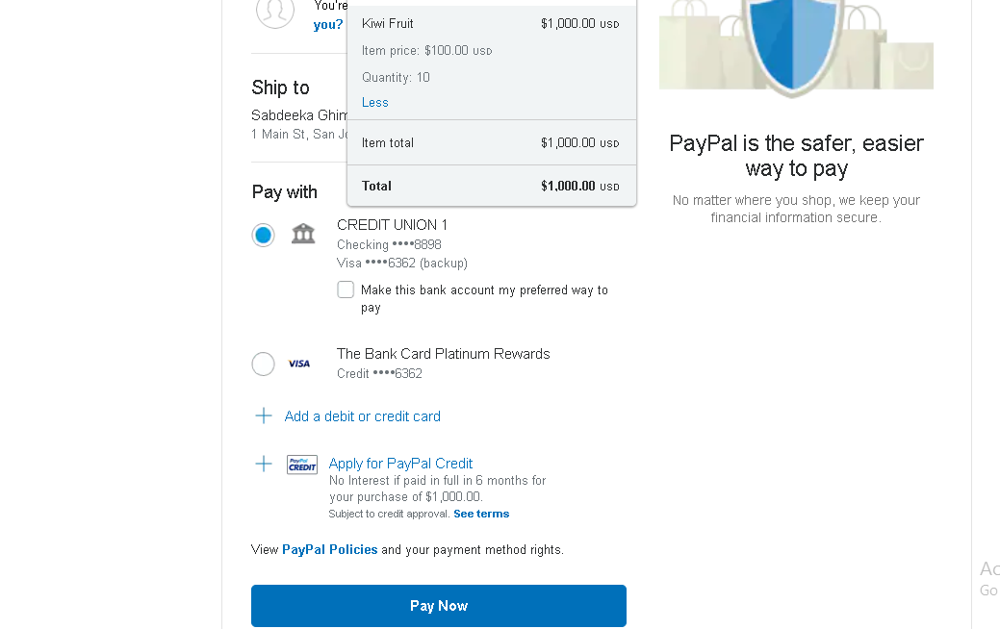 You're
you?
Kiwi Fruit $1,000.00 USD
Item price: $100.00 USD
Quantity: 10
Less
Item total $1,000.00 USD
Total $1,000.00 USD
Ship to
Sabdeeka Ghim
1 Main St, San Jo
Pay with
CREDIT UNION 1
Checking ••••8898
Visa ••••6362 (backup)
Make this bank account my preferred way to
pay
VISA
The Bank Card Platinum Rewards
Credit ••••6362
Add a debit or credit card
PayPal
CREDIT
Apply for PayPal Credit
No Interest if paid in full in 6 months for
your purchase of $1,000.00.
Subject to credit approval. See terms
View PayPal Policies and your payment method rights.
Pay Now
PayPal is the safer, easier
way to pay
No matter where you shop, we keep your
financial information secure.
Ac
Go